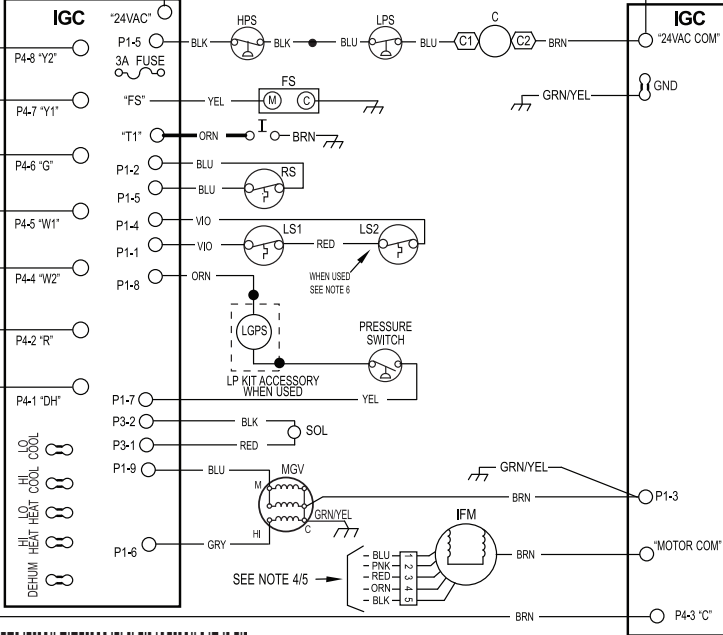 IGC
"24VAC"
P1-5
BLK
HPS
BLK
BLU
LPS
BLU
C1
C
C2
BRN
IGC
"24VAC COM"
P4-8 "Y2"
3A FUSE
GRN/YEL
GND
P4-7 "Y1"
"FS"
YEL
FS
M
C
"T1"
ORN
I
BRN
P4-6 "G"
P1-2
BLU
P1-5
BLU
RS
P4-5 "W1"
P1-4
VIO
P1-1
VIO
LS1
RED
LS2
WHEN USED
SEE NOTE 6
P4-4 "W2"
P1-8
ORN
P4-2 "R"
LGPS
PRESSURE
SWITCH
LP KIT ACCESSORY
WHEN USED
P4-1 "DH"
P1-7
YEL
P3-2
BLK
SOL
P3-1
RED
LO
COOL
HI
COOL
LO
HEAT
HI
HEAT
DEHUM
P1-9
BLU
MGV
M
HI
C
GRN/YEL
GRN/YEL
BRN
P1-3
P1-6
GRY
SEE NOTE 4/5
BLU
PNK
RED
ORN
BLK
1
2
3
4
5
IFM
BRN
"MOTOR COM"
BRN
P4-3 "C"